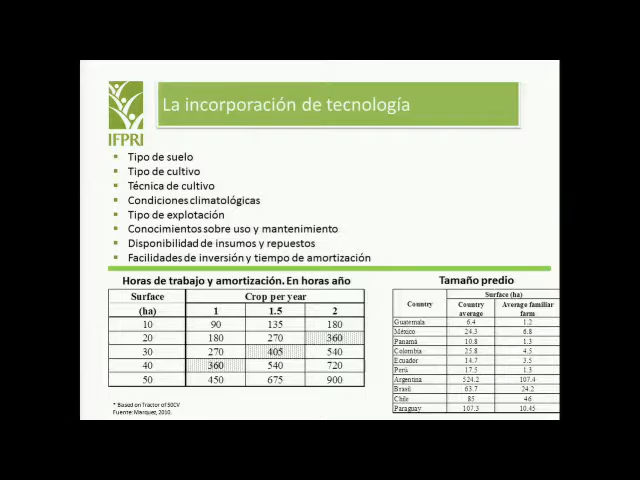 IFPRI
La incorporación de tecnología
Tipo de suelo
Tipo de cultivo
Técnica de cultivo
Condiciones climatológicas
Tipo de explotación
Conocimientos sobre uso y mantenimiento
Disponibilidad de insumos y repuestos
Facilidades de inversión y tiempo de amortización
Horas de trabajo y amortización. En horas año
Surface (ha) Crop per year
1 1.5 2
10 90 135 180
20 180 270 360
30 270 405 540
40 360 540 720
50 450 675 900
* Based on Tractor of 50CV
Fuente: Marquez, 2010.
Tamaño predio
Country Surface (ha)
Country average Average familiar farm
Guatemala 6.4 1.2
México 24.3 6.8
Panamá 10.8 1.3
Colombia 25.8 4.5
Ecuador 14.7 3.5
Perú 17.5 1.3
Argentina 524.2 107.4
Brasil 63.7 24.2
Chile 85 46
Paraguay 107.3 10.45